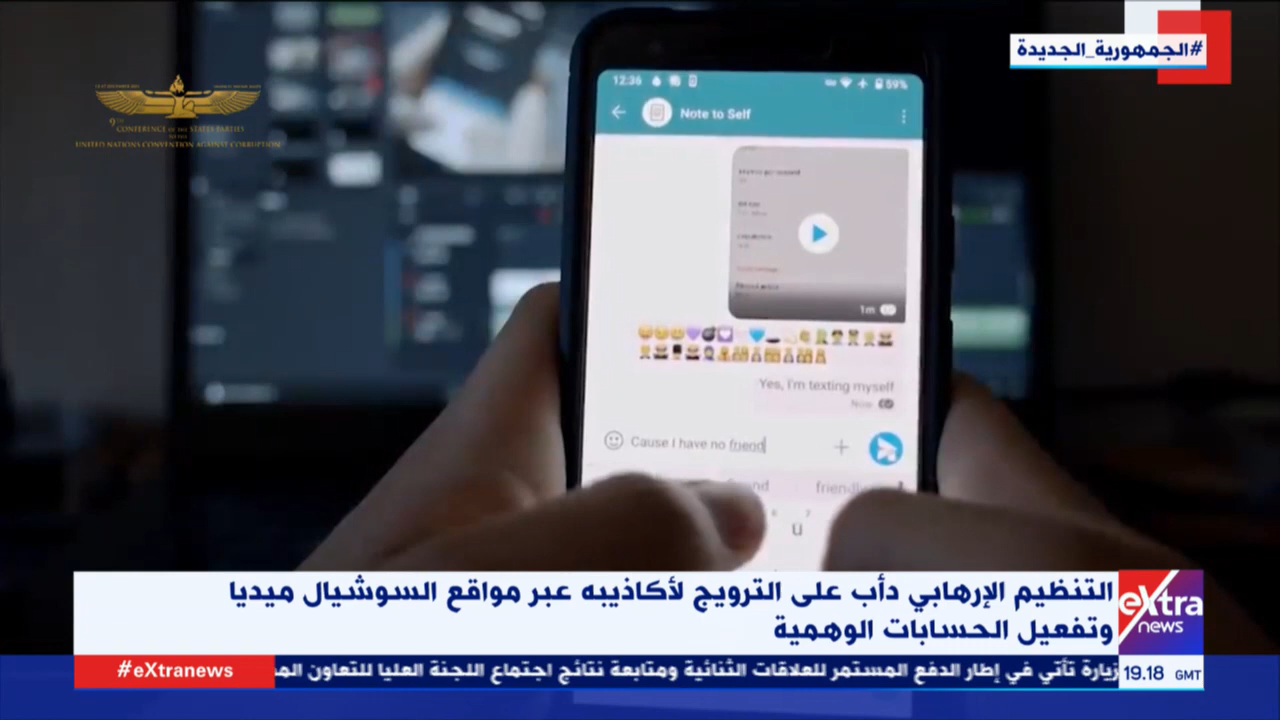 #الجمهورية_الجديدة
9TH
CONFERENCE OF THE STATES PARTIES
TO THE
UNITED NATIONS CONVENTION AGAINST CORRUPTION
12:36
59%
Note to Self
1m
Yes, I'm texting myself
Now
Cause I have no friend
ü
التنظيم الإرهابي دأب على الترويج لأكاذيبه عبر مواقع السوشيال ميديا
وتفعيل الحسابات الوهمية
eXtra
news
#eXtranews
زيارة تأتي في إطار الدفع المستمر للعلاقات الثنائية ومتابعة نتائج اجتماع اللجنة العليا للتعاون
19.18 GMT